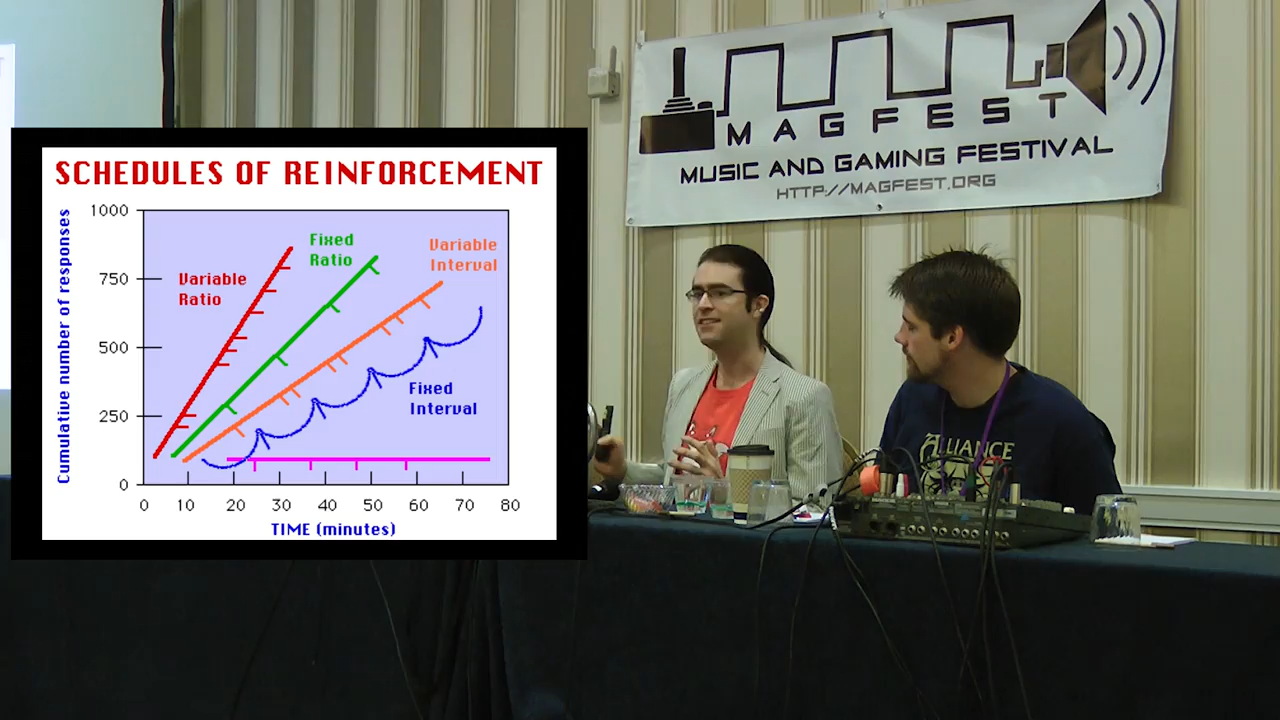 MAGFEST
MUSIC AND GAMING FESTIVAL
HTTP://MAGFEST.ORG
SCHEDULES OF REINFORCEMENT
Cumulative number of responses
1000
750
500
250
0
Variable
Ratio
Fixed
Ratio
Variable
Interval
Fixed
Interval
0 10 20 30 40 50 60 70 80
TIME (minutes)
ALLIANCE